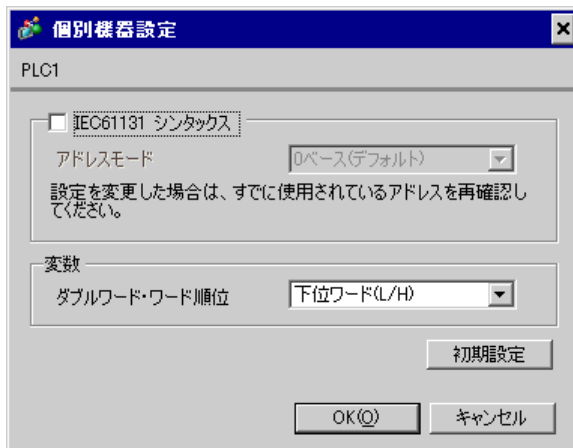 個別機器設定
PLC1
IEC61131 シンタックス
アドレスモード 0ベース(デフォルト)
設定を変更した場合は、すでに使用されているアドレスを再確認し
てください。
変数
ダブルワード・ワード順位 下位ワード(L/H)
初期設定
OK(O) キャンセル